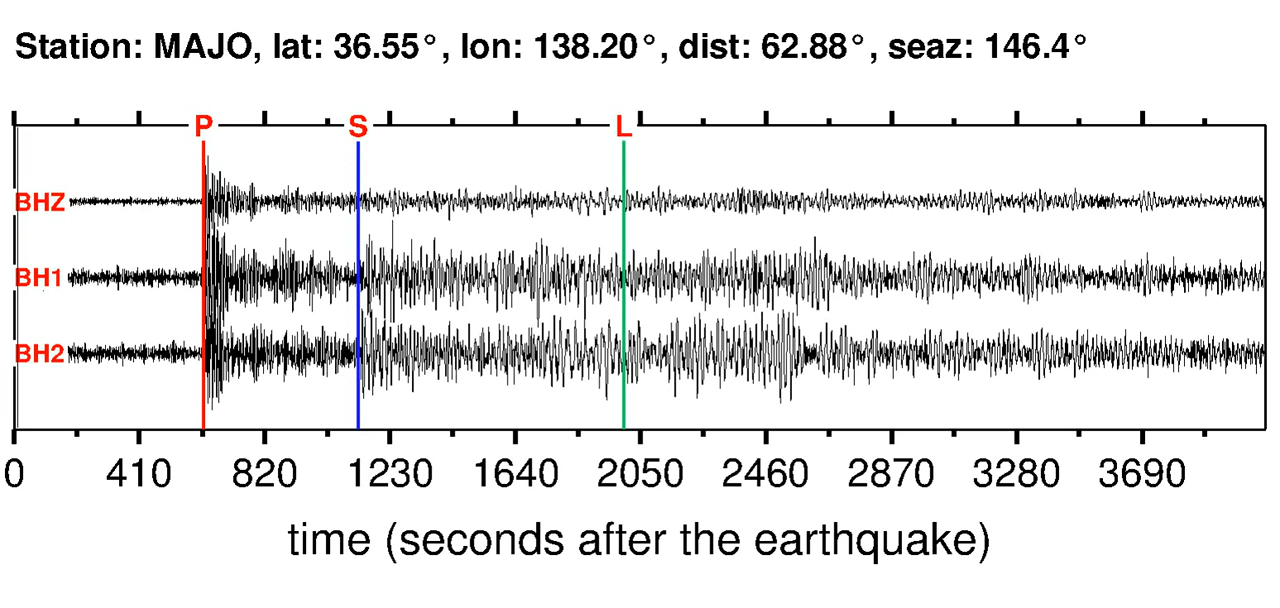 Station: MAJO, lat: 36.55°, lon: 138.20°, dist: 62.88°, seaz: 146.4°
P S L
BHZ
BH1
BH2
0 410 820 1230 1640 2050 2460 2870 3280 3690
time (seconds after the earthquake)